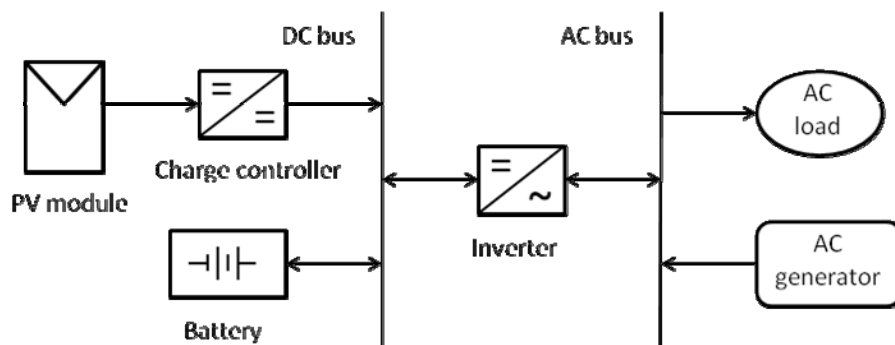 DC bus
AC bus
AC
load
Charge controller
PV module
Inverter
AC
generator
Battery